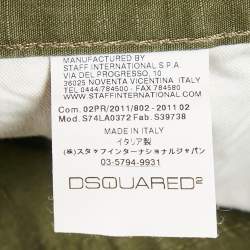 MANUFACTURED BY
STAFF INTERNATIONAL S.P.A.
VIA DEL PROGRESSO, 10
36025 NOVENTA VICENTINA, ITALY
TEL 0444/784500 - FAX 784580
Com. 02PR/2011/802 - 2011 02
Mod. S74LA0372 Fab. S39738
MADE IN ITALY
イタリア製
(株)スタッフインターナショナルジャパン
03-5794-9931
DSQUARED2